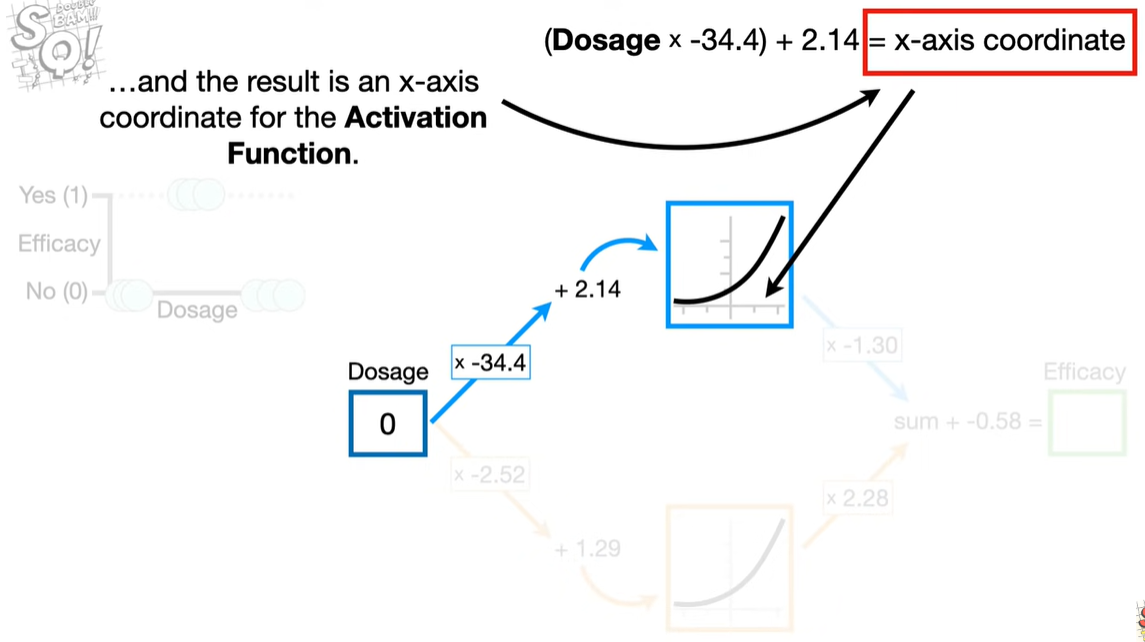 DOUBLE
BAM!!!
SQ!
(Dosage x -34.4) + 2.14 = x-axis coordinate
…and the result is an x-axis
coordinate for the Activation
Function.
Yes (1)
Efficacy
No (0)
Dosage
+ 2.14
x -34.4
x -1.30
Dosage
0
Efficacy
sum + -0.58 =
x -2.52
x 2.28
+ 1.29